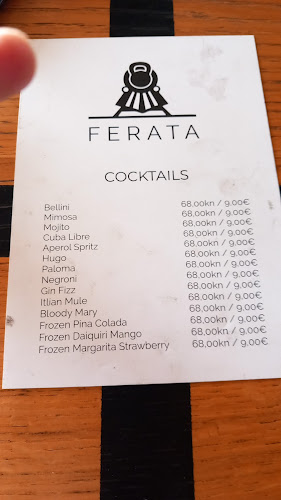 FERATA
COCKTAILS
Bellini 68,00kn / 9,00€
Mimosa 68,00kn / 9,00€
Mojito 68,00kn / 9,00€
Cuba Libre 68,00kn / 9,00€
Aperol Spritz 68,00kn / 9,00€
Hugo 68,00kn / 9,00€
Paloma 68,00kn / 9,00€
Negroni 68,00kn / 9,00€
Gin Fizz 68,00kn / 9,00€
Itlian Mule 68,00kn / 9,00€
Bloody Mary 68,00kn / 9,00€
Frozen Pina Colada 68,00kn / 9,00€
Frozen Daiquiri Mango 68,00kn / 9,00€
Frozen Margarita Strawberry 68,00kn / 9,00€